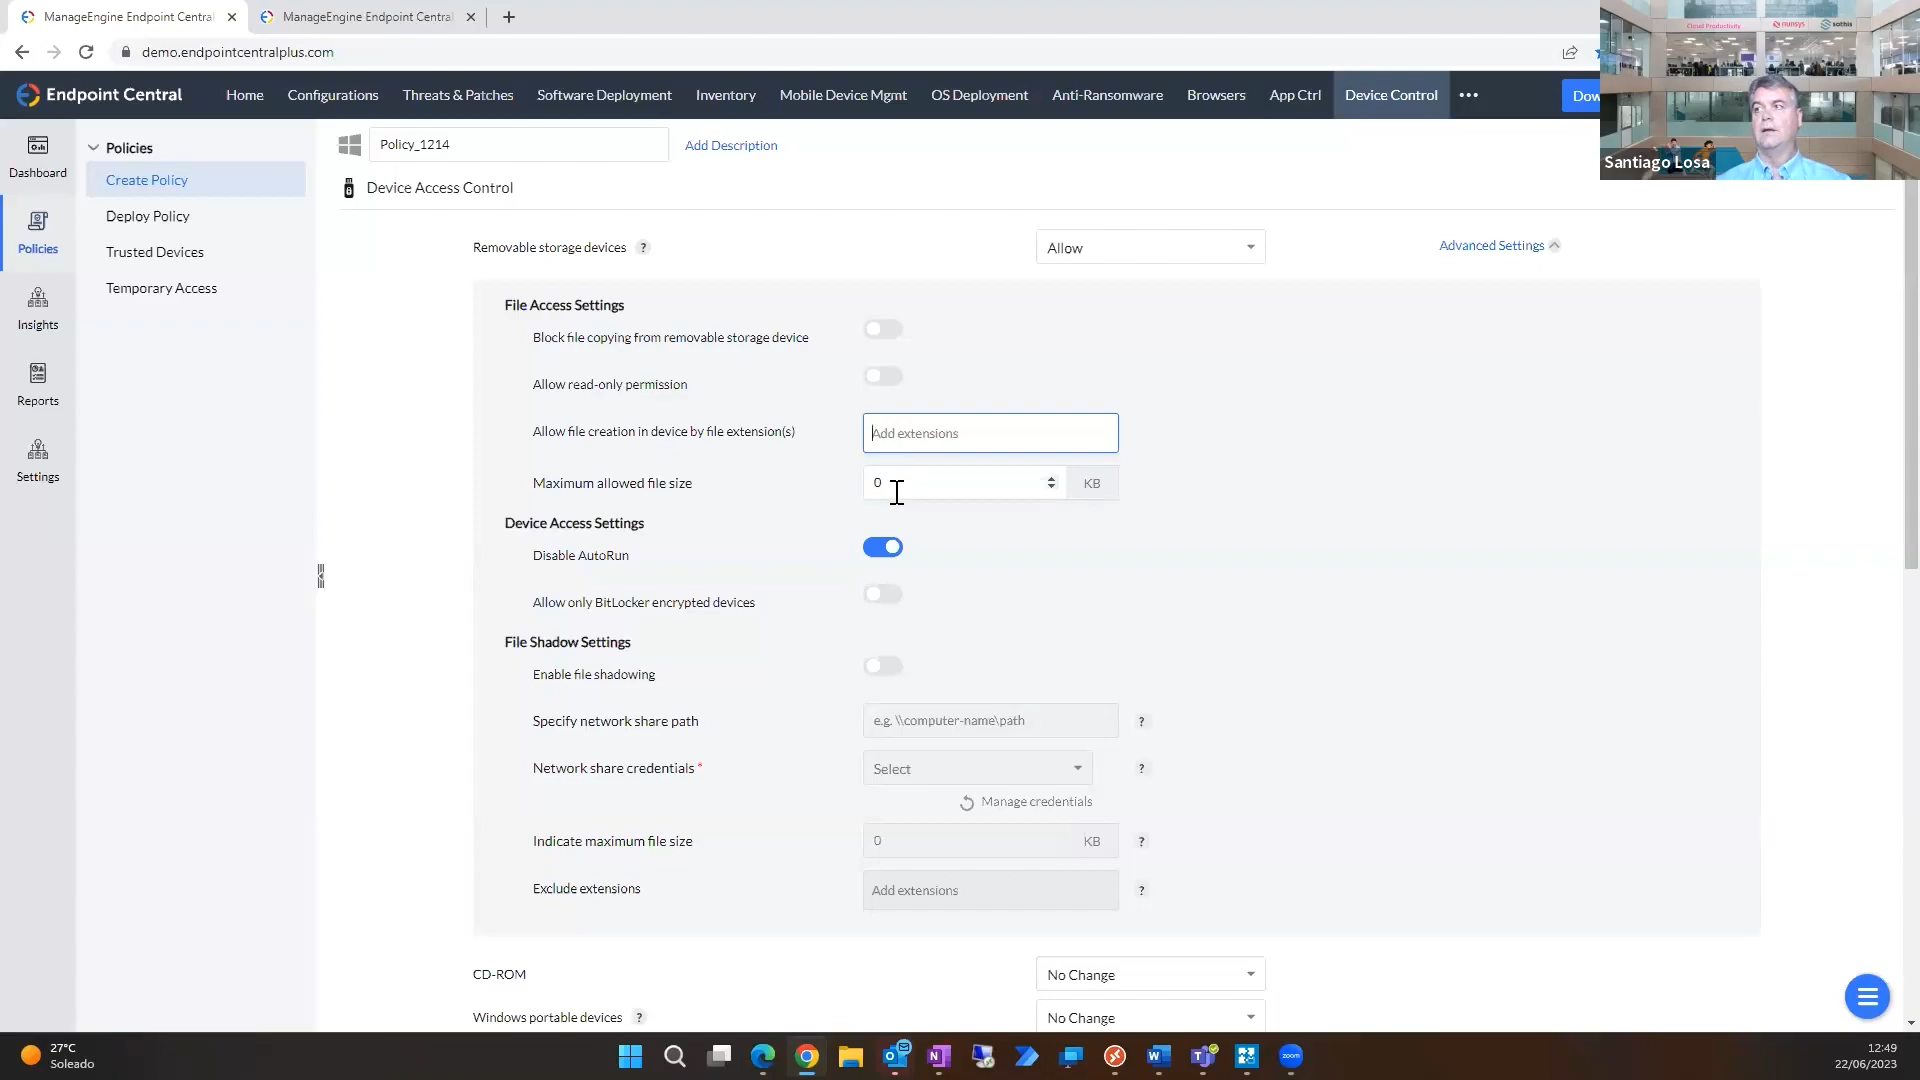 ManageEngine Endpoint Central
ManageEngine Endpoint Central
demo.endpointcentralplus.com
Endpoint Central
Home
Configurations
Threats & Patches
Software Deployment
Inventory
Mobile Device Mgmt
OS Deployment
Anti-Ransomware
Browsers
App Ctrl
Device Control
Dow
Cloud Productivity
nunsys
sothis
Santiago Losa
Dashboard
Policies
Insights
Reports
Settings
Policies
Create Policy
Deploy Policy
Trusted Devices
Temporary Access
Policy_1214
Add Description
Device Access Control
Removable storage devices ?
Allow
Advanced Settings
File Access Settings
Block file copying from removable storage device
Allow read-only permission
Allow file creation in device by file extension(s)
Add extensions
Maximum allowed file size
0
KB
Device Access Settings
Disable AutoRun
Allow only BitLocker encrypted devices
File Shadow Settings
Enable file shadowing
Specify network share path
e.g. \\computer-name\path
?
Network share credentials *
Select
?
Manage credentials
Indicate maximum file size
0
KB
?
Exclude extensions
Add extensions
?
CD-ROM
No Change
Windows portable devices ?
No Change
27°C
Soleado
zoom
12:49
22/06/2023